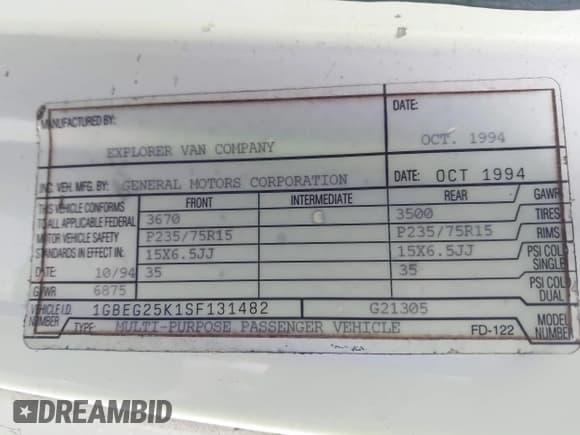 MANUFACTURED BY:
DATE:
EXPLORER VAN COMPANY
OCT. 1994
INC. VEH. MFG. BY: GENERAL MOTORS CORPORATION
DATE: OCT 1994
THIS VEHICLE CONFORMS FRONT INTERMEDIATE REAR GAWR
TO ALL APPLICABLE FEDERAL 3670 3500 TIRES
MOTOR VEHICLE SAFETY P235/75R15 P235/75R15 RIMS
STANDARDS IN EFFECT IN: 15X6.5JJ 15X6.5JJ PSI COLD SINGLE
DATE: 10/94 35 35 PSI COLD DUAL
GVWR 6875
VEHICLE I.D. NUMBER 1GBEG25K1SF131482 G21305 MODEL NUMBER
TYPE: MULTI-PURPOSE PASSENGER VEHICLE FD-122
DREAMBID